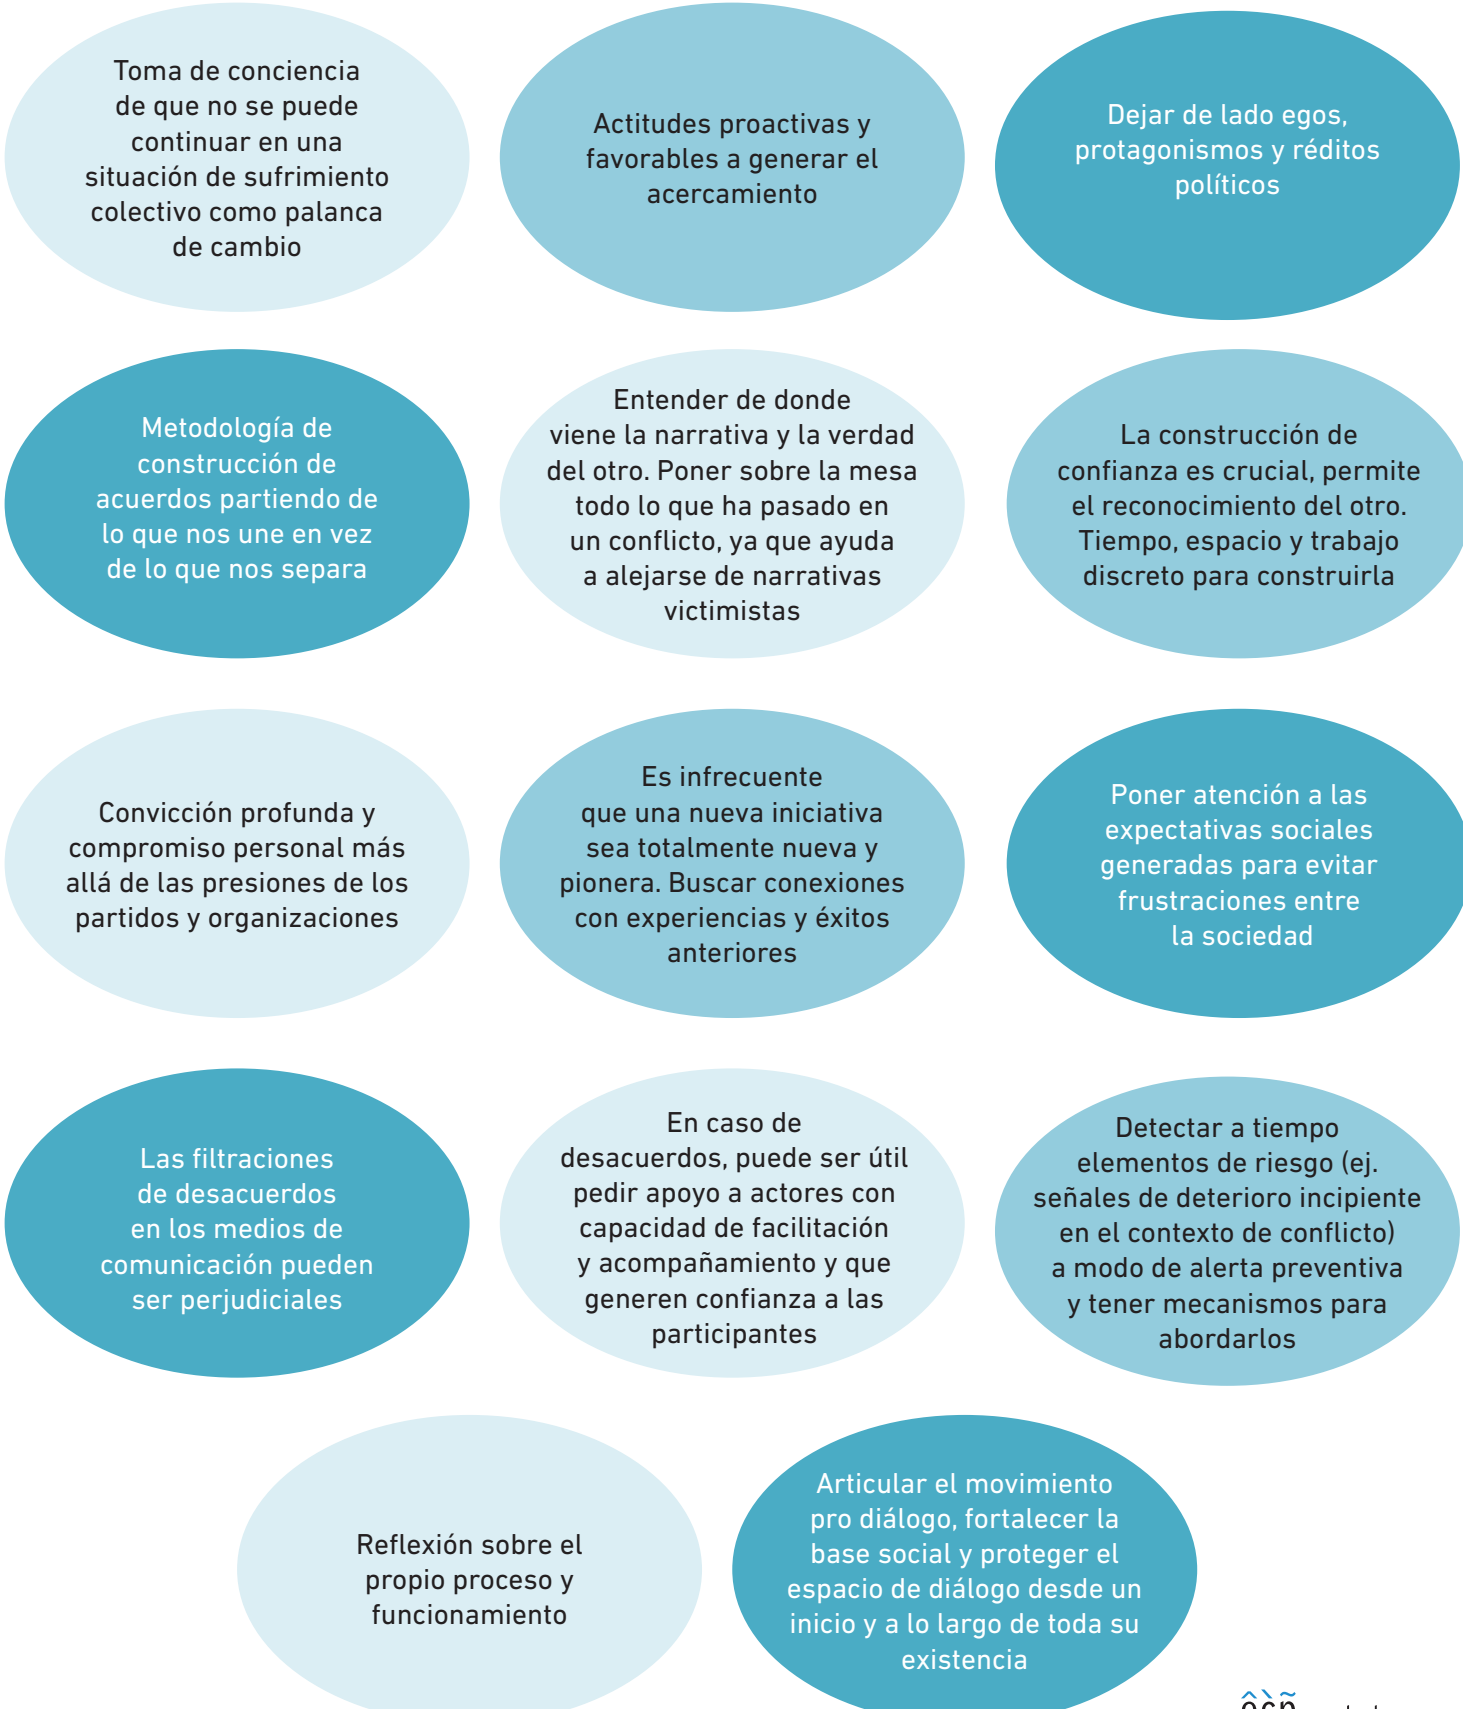 Toma de conciencia
de que no se puede
continuar en una
situación de sufrimiento
colectivo como palanca
de cambio
Actitudes proactivas y
favorables a generar el
acercamiento
Dejar de lado egos,
protagonismos y réditos
políticos
Metodología de
construcción de
acuerdos partiendo de
lo que nos une en vez
de lo que nos separa
Entender de donde
viene la narrativa y la verdad
del otro. Poner sobre la mesa
todo lo que ha pasado en
un conflicto, ya que ayuda
a alejarse de narrativas
victimistas
La construcción de
confianza es crucial, permite
el reconocimiento del otro.
Tiempo, espacio y trabajo
discreto para construirla
Convicción profunda y
compromiso personal más
allá de las presiones de los
partidos y organizaciones
Es infrecuente
que una nueva iniciativa
sea totalmente nueva y
pionera. Buscar conexiones
con experiencias y éxitos
anteriores
Poner atención a las
expectativas sociales
generadas para evitar
frustraciones entre
la sociedad
Las filtraciones
de desacuerdos
en los medios de
comunicación pueden
ser perjudiciales
En caso de
desacuerdos, puede ser útil
pedir apoyo a actores con
capacidad de facilitación
y acompañamiento y que
generen confianza a las
participantes
Detectar a tiempo
elementos de riesgo (ej.
señales de deterioro incipiente
en el contexto de conflicto)
a modo de alerta preventiva
y tener mecanismos para
abordarlos
Reflexión sobre el
propio proceso y
funcionamiento
Articular el movimiento
pro diálogo, fortalecer la
base social y proteger el
espacio de diálogo desde un
inicio y a lo largo de toda su
existencia